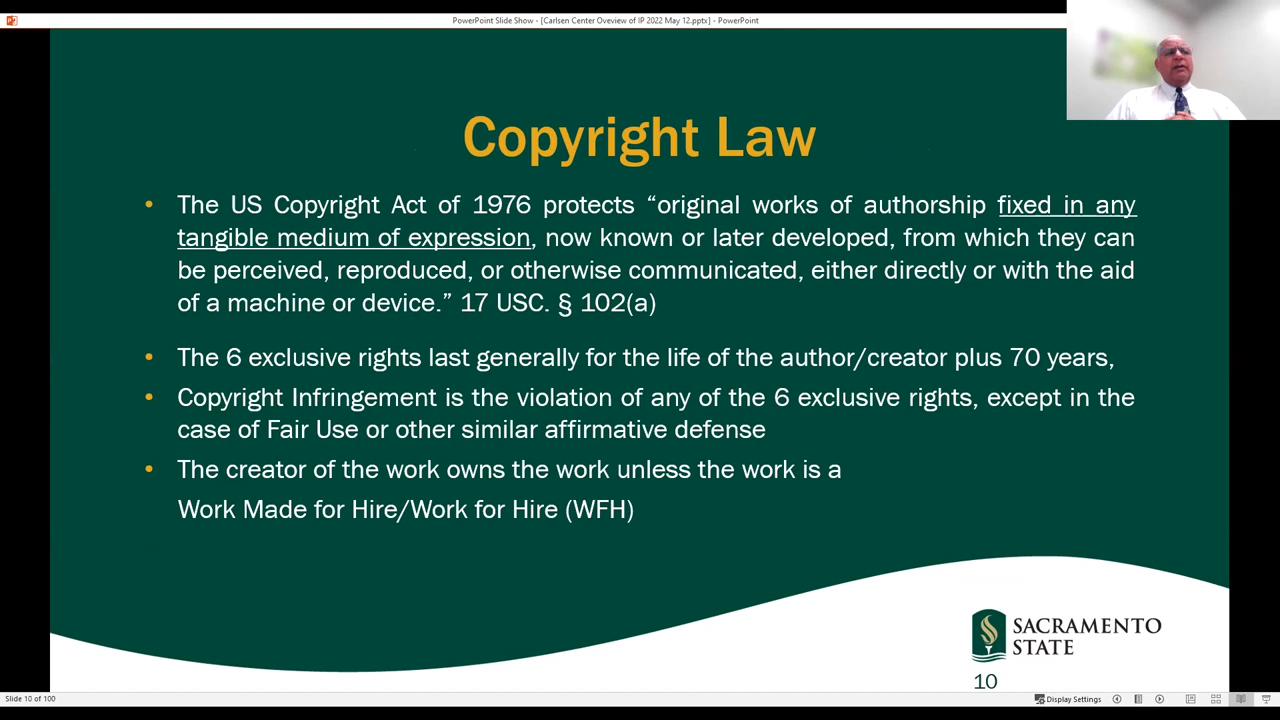 PowerPoint Slide Show - [Carlsen Center Oveview of IP 2022 May 12.pptx] - PowerPoint
Copyright Law
• The US Copyright Act of 1976 protects “original works of authorship fixed in any
tangible medium of expression, now known or later developed, from which they can
be perceived, reproduced, or otherwise communicated, either directly or with the aid
of a machine or device.” 17 USC. § 102(a)
• The 6 exclusive rights last generally for the life of the author/creator plus 70 years,
• Copyright Infringement is the violation of any of the 6 exclusive rights, except in the
case of Fair Use or other similar affirmative defense
• The creator of the work owns the work unless the work is a
Work Made for Hire/Work for Hire (WFH)
SACRAMENTO
STATE
10
Slide 10 of 100
Display Settings